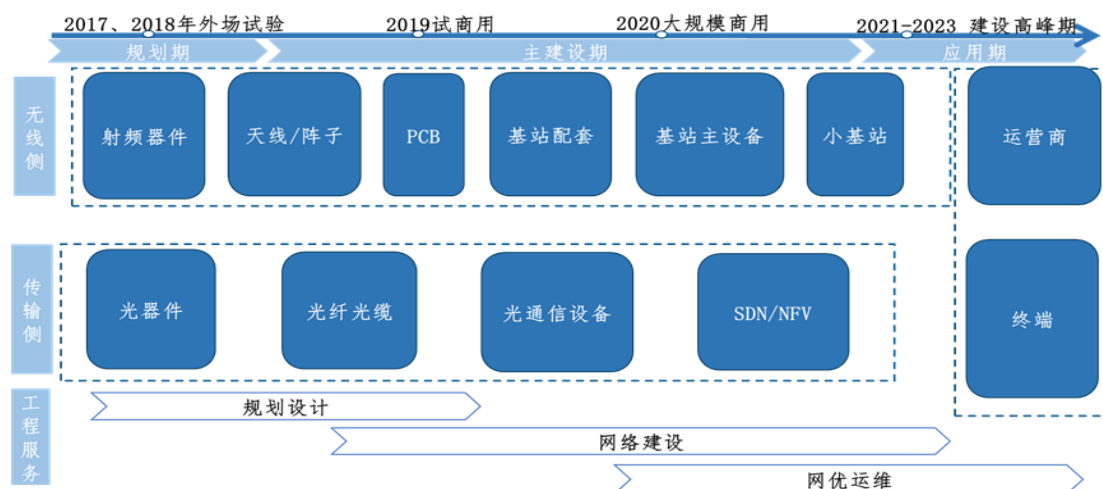 2017、2018年外场试验
2019试商用
2020大规模商用
2021-2023 建设高峰期
规划期
主建设期
应用期
无线侧
射频器件
天线/阵子
PCB
基站配套
基站主设备
小基站
运营商
传输侧
光器件
光纤光缆
光通信设备
SDN/NFV
终端
工程服务
规划设计
网络建设
网优运维